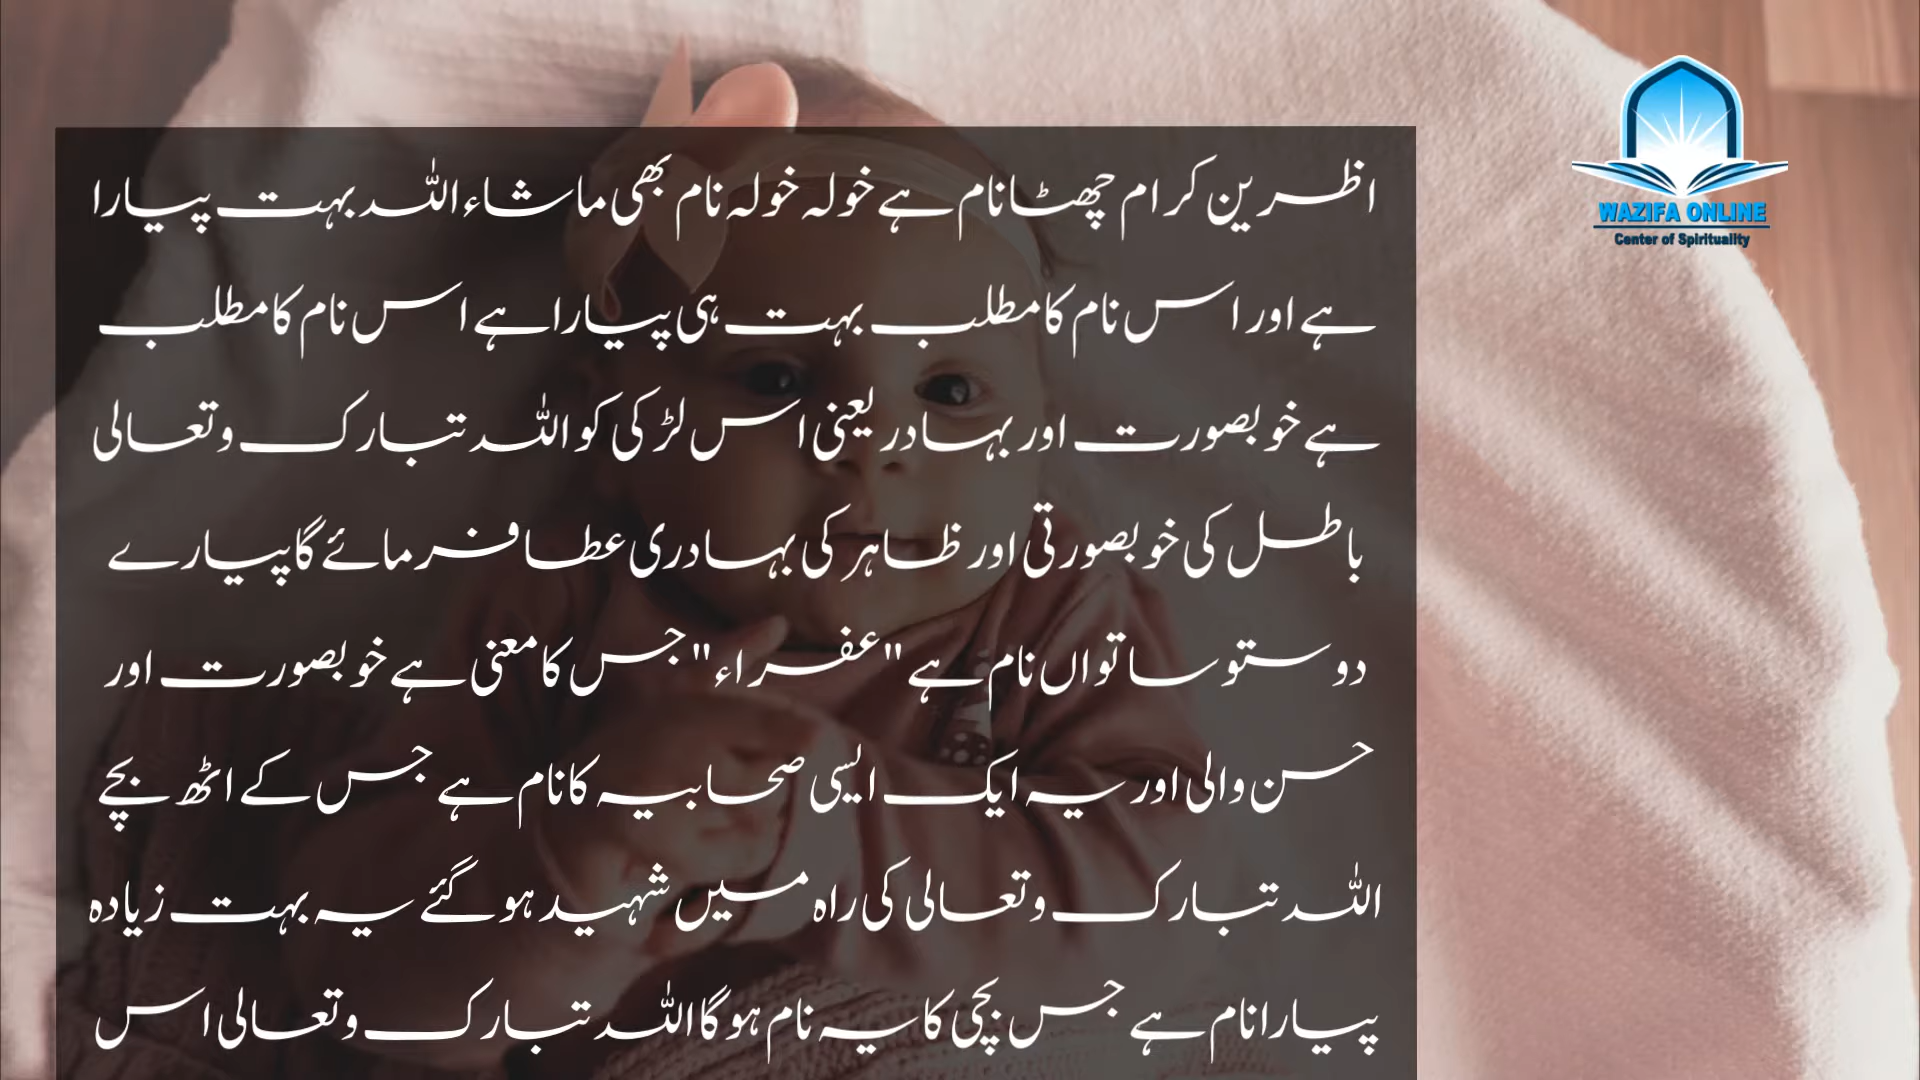 اظرین کرام چھٹا نام ہے خولہ خولہ نام بھی ماشاء اللہ بہت پیارا
ہے اور اس نام کا مطلب بہت ہی پیارا ہے اس نام کا مطلب
ہے خوبصورت اور بہادر یعنی اس لڑکی کو اللہ تبارک وتعالی
باطل کی خوبصورتی اور ظاہر کی بہادری عطا فرمائے گا پیارے
دوستو ساتواں نام ہے "عفراء" جس کا معنی ہے خوبصورت اور
حسن والی اور یہ ایک ایسی صحابیہ کا نام ہے جس کے اٹھ بچے
اللہ تبارک وتعالی کی راہ میں شہید ہو گئے یہ بہت زیادہ
پیارا نام ہے جس بچی کا یہ نام ہو گا اللہ تبارک وتعالی اس
WAZIFA ONLINE
Center of Spirituality